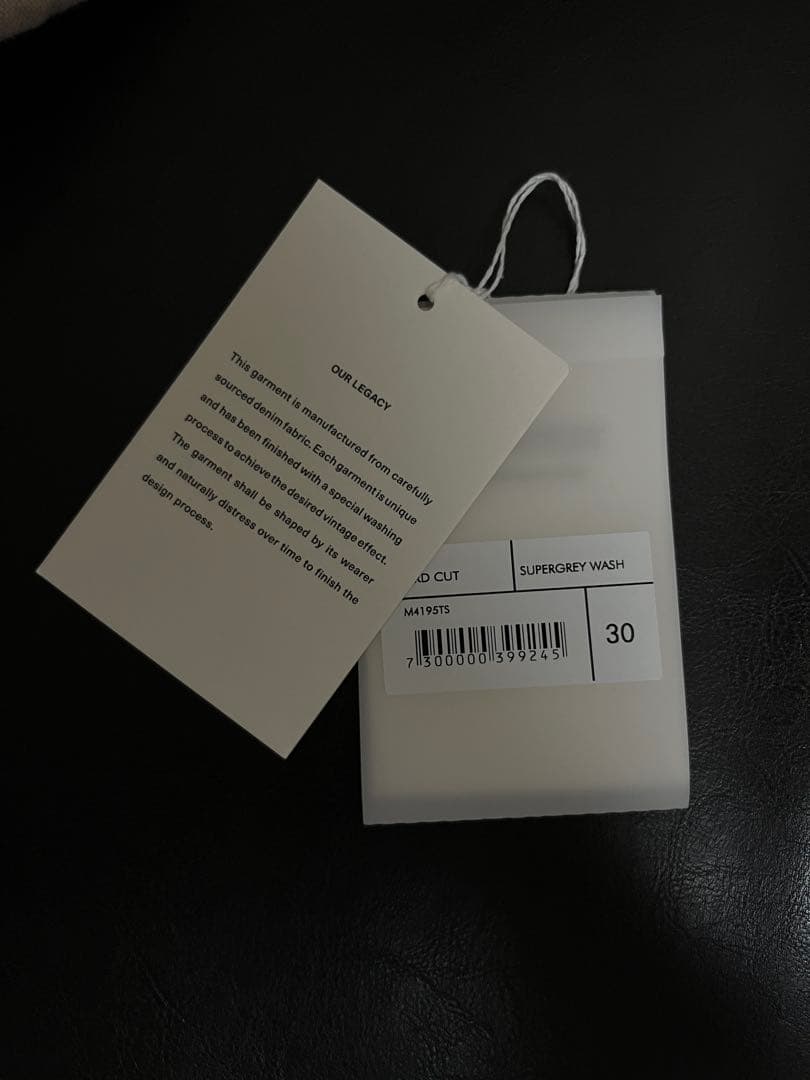 OUR LEGACY
This garment is manufactured from carefully
sourced denim fabric. Each garment is unique
and has been finished with a special washing
process to achieve the desired vintage effect.
The garment shall be shaped by its wearer
and naturally distress over time to finish the
design process.
CUT
SUPERGREY WASH
M4195TS
30
7 300000 399245